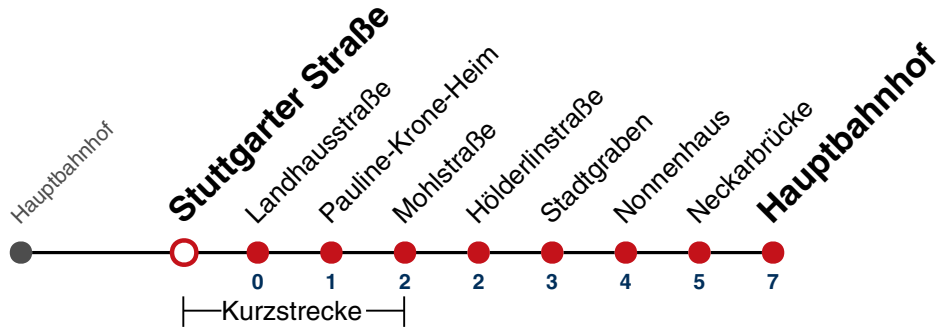 Hauptbahnhof
Stuttgarter Straße
Landhausstraße
Pauline-Krone-Heim
Mohlstraße
Hölderlinstraße
Stadtgraben
Nonnenhaus
Neckarbrücke
Hauptbahnhof
0 1 2 2 3 4 5 7
Kurzstrecke